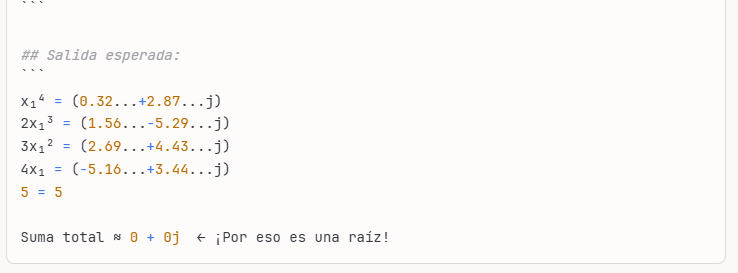 ```
## Salida esperada:
```
x₁⁴ = (0.32...+2.87...j)
2x₁³ = (1.56...-5.29...j)
3x₁² = (2.69...+4.43...j)
4x₁ = (-5.16...+3.44...j)
5 = 5
Suma total ≈ 0 + 0j  ← ¡Por eso es una raíz!